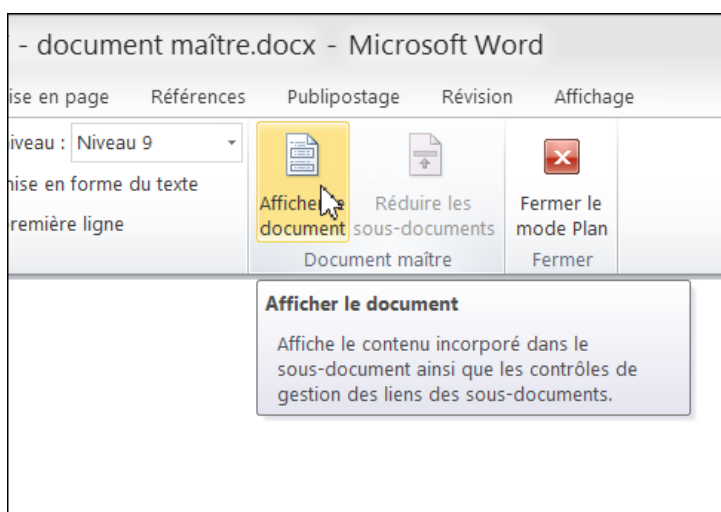 - document maître.docx - Microsoft Word
ise en page Références Publipostage Révision Affichage
iveau : Niveau 9
mise en forme du texte
première ligne
Afficher le
document
Réduire les
sous-documents
Fermer le
mode Plan
Document maître Fermer
Afficher le document
Affiche le contenu incorporé dans le
sous-document ainsi que les contrôles de
gestion des liens des sous-documents.